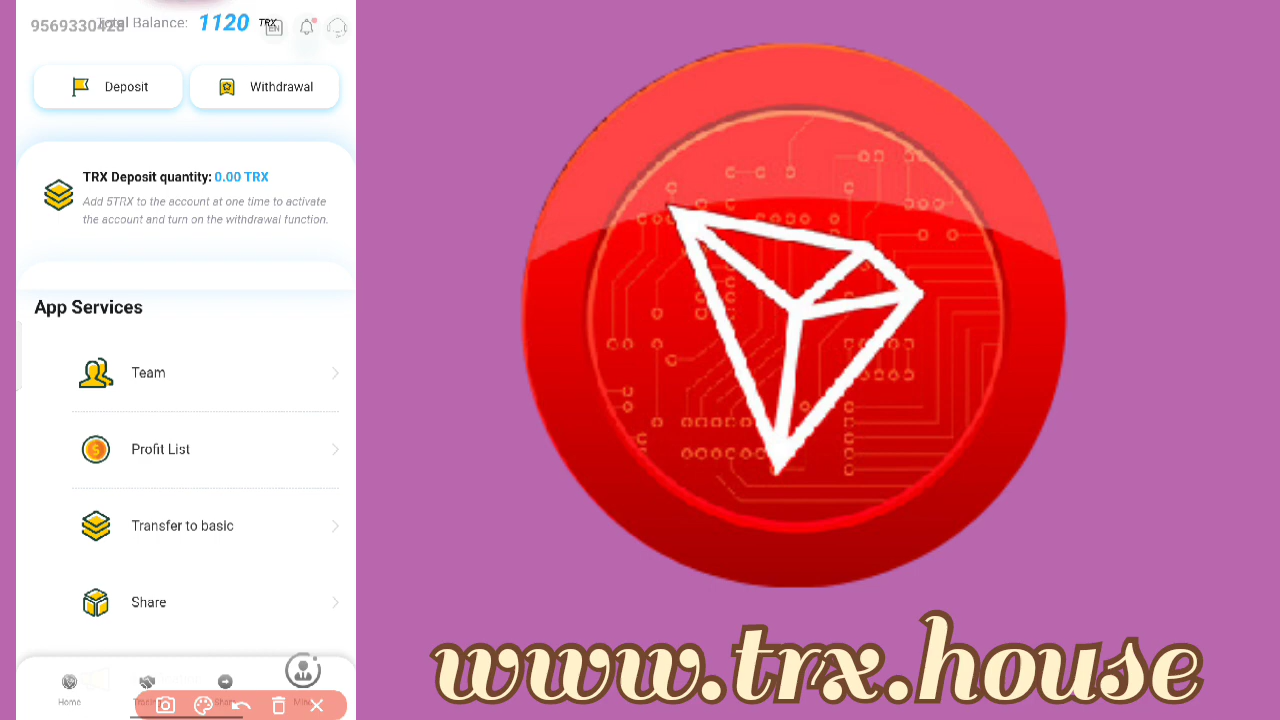 9569330428 Total Balance: 1120 TRX
EN
Deposit
Withdrawal
TRX Deposit quantity: 0.00 TRX
Add 5TRX to the account at one time to activate
the account and turn on the withdrawal function.
App Services
Team
Profit List
Transfer to basic
Share
Home
www.trx.house